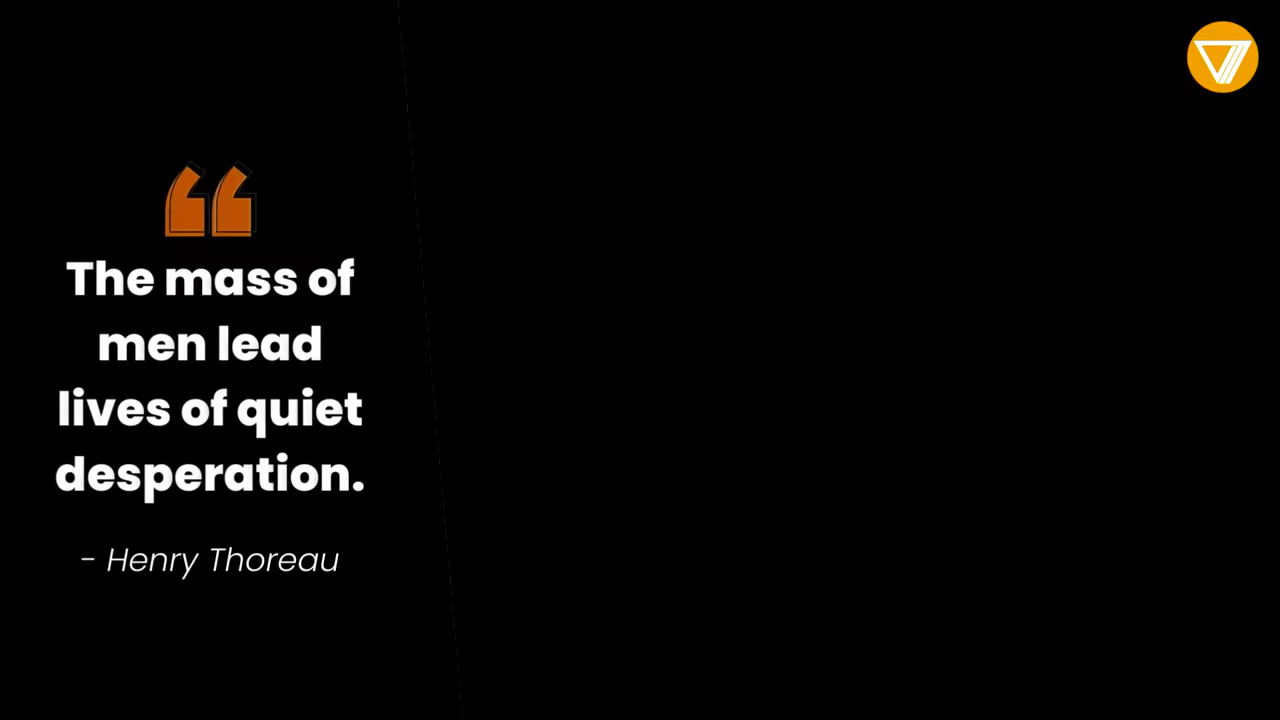 “
The mass of
men lead
lives of quiet
desperation.
- Henry Thoreau